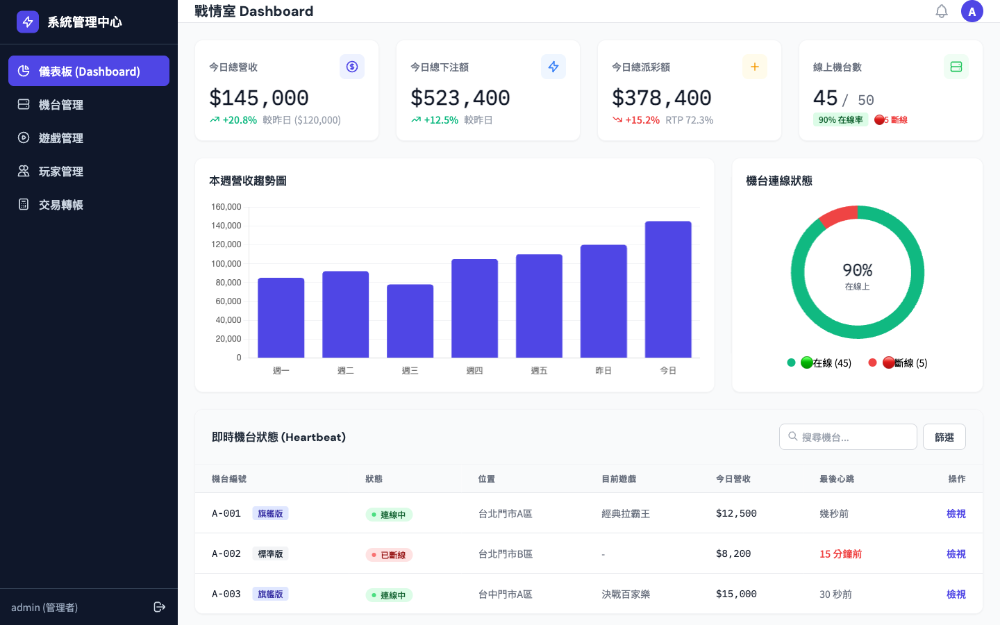 系統管理中心
儀表板 (Dashboard)
機台管理
遊戲管理
玩家管理
交易轉帳
admin (管理者)
戰情室 Dashboard
A
今日總營收
$145,000
+20.8% 較昨日 ($120,000)
今日總下注額
$523,400
+12.5% 較昨日
今日總派彩額
$378,400
+15.2% RTP 72.3%
線上機台數
45 / 50
90% 在線率 🔴5 斷線
本週營收趨勢圖
160,000
140,000
120,000
100,000
80,000
60,000
40,000
20,000
0
週一 週二 週三 週四 週五 昨日 今日
機台連線狀態
90%
在線上
🟢在線 (45) 🔴斷線 (5)
即時機台狀態 (Heartbeat)
搜尋機台...
篩選
機台編號 狀態 位置 目前遊戲 今日營收 最後心跳 操作
A-001 旗艦版 連線中 台北門市A區 經典拉霸王 $12,500 幾秒前 檢視
A-002 標準版 已斷線 台北門市B區 - $8,200 15 分鐘前 檢視
A-003 旗艦版 連線中 台中門市A區 決戰百家樂 $15,000 30 秒前 檢視